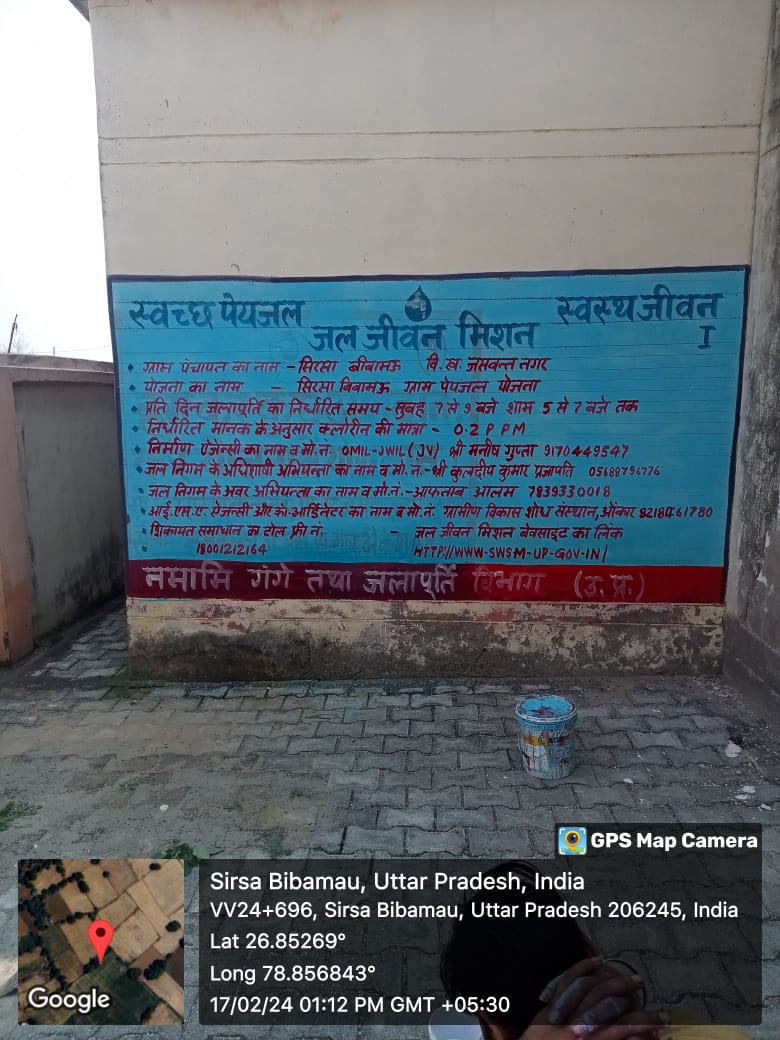 स्वच्छ पेयजल
स्वस्थ जीवन
जल जीवन मिशन
I
• ग्राम पंचायत का नाम - सिरसा बीबामऊ वि.ख. जसवन्त नगर
• योजना का नाम - सिरसा बिबामऊ ग्राम पेयजल योजना
• प्रति दिन जलापूर्ति का निर्धारित समय - सुबह 7 से 9 बजे शाम 5 से 7 बजे तक
• निर्धारित मानक के अनुसार क्लोरीन की मात्रा - 0.2 P P M
• निर्माण ऐजेन्सी का नाम व मो.नं. OMIL-JWIL(JV) श्री मनीष गुप्ता 9170449547
• जल निगम के अधिशाषी अभियन्ता का नाम व मो. नं.-श्री कुलदीप कुमार प्रजापति 05688796776
• जल निगम के अवर अभियन्ता का नाम व मो.नं.-आफताब आलम 7839330018
• आई.एस.ए. ऐजन्सी और को-आर्डिनेटर का नाम व मो.नं. ग्रामीण विकास शोध संस्थान,ओंकार
• शिकायत समाधान का टोल फ्री नं.
18001212164
जल जीवन मिशन बेवसाइट का लिंक
HTTP://WWW-SWSM-UP-GOV-IN/
नमामि गंगे तथा जलापूर्ति विभाग (उ.प्र.)
GPS Map Camera
Sirsa Bibamau, Uttar Pradesh, India
VV24+696, Sirsa Bibamau, Uttar Pradesh 206245, India
Lat 26.85269°
Long 78.856843°
17/02/24 01:12 PM GMT +05:30
Google